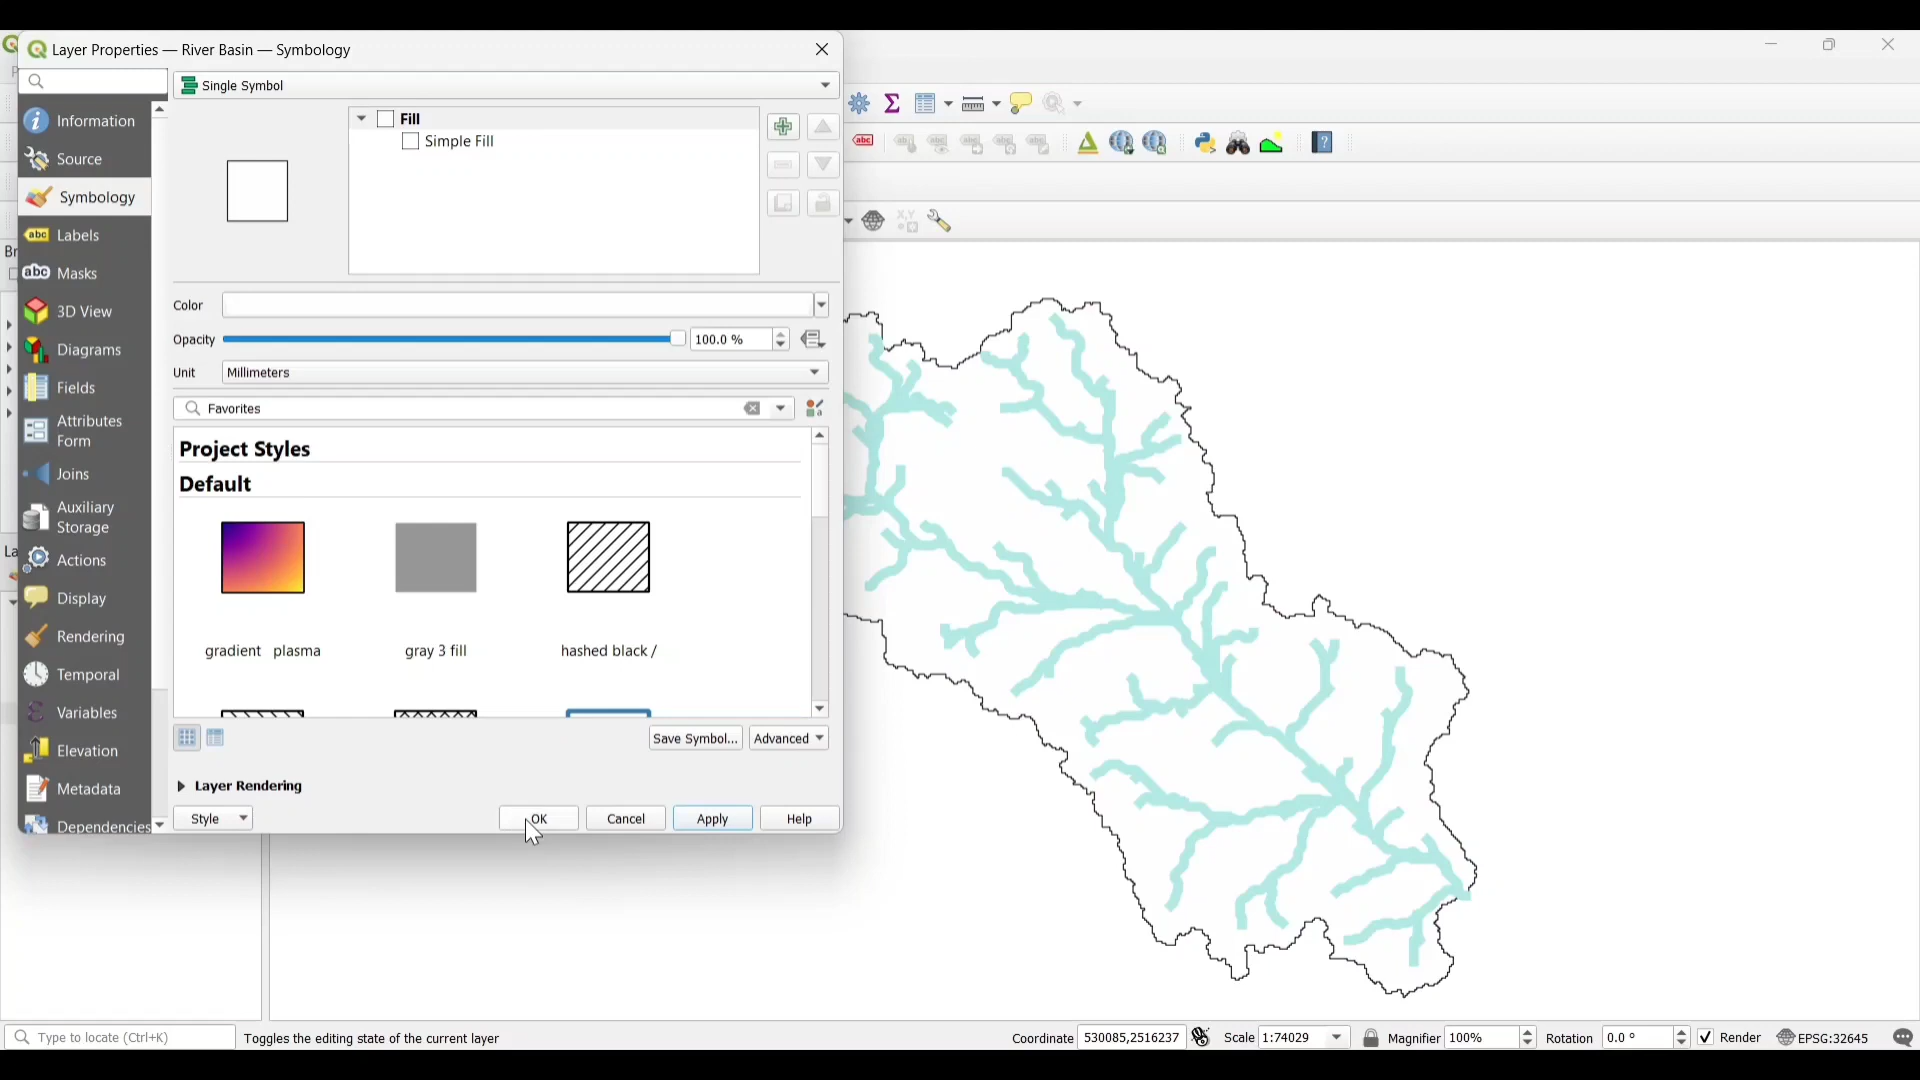 Layer Properties — River Basin — Symbology
Single Symbol
Information
Source
Symbology
Labels
Masks
3D View
Diagrams
Fields
Attributes
Form
Joins
Auxiliary
Storage
Actions
Display
Rendering
Temporal
Variables
Elevation
Metadata
Dependencies
Fill
Simple Fill
Color
Opacity
100.0 %
Unit
Millimeters
Favorites
Project Styles
Default
gradient plasma
gray 3 fill
hashed black /
Save Symbol...
Advanced
Layer Rendering
Style
OK
Cancel
Apply
Help
abc
Br
La
Type to locate (Ctrl+K)
Toggles the editing state of the current layer
Coordinate
530085,2516237
Scale
1:74029
Magnifier
100%
Rotation
0.0 °
Render
EPSG:32645